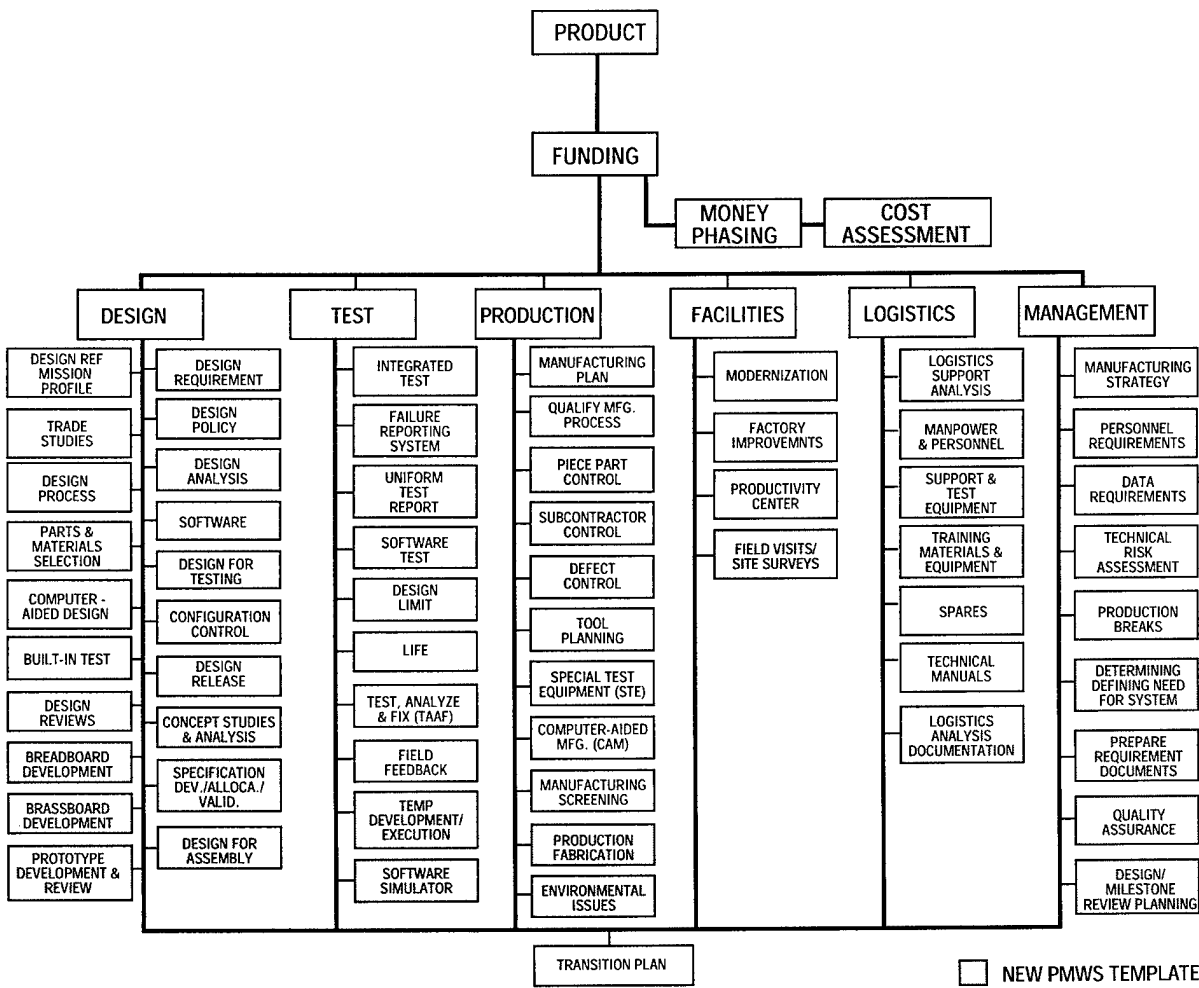 PRODUCT
FUNDING
MONEY
PHASING
COST
ASSESSMENT
DESIGN
TEST
PRODUCTION
FACILITIES
LOGISTICS
MANAGEMENT
DESIGN REF
MISSION
PROFILE
TRADE
STUDIES
DESIGN
PROCESS
PARTS &
MATERIALS
SELECTION
COMPUTER -
AIDED DESIGN
BUILT-IN TEST
DESIGN
REVIEWS
BREADBOARD
DEVELOPMENT
BRASSBOARD
DEVELOPMENT
PROTOTYPE
DEVELOPMENT &
REVIEW
DESIGN
REQUIREMENT
DESIGN
POLICY
DESIGN
ANALYSIS
SOFTWARE
DESIGN FOR
TESTING
CONFIGURATION
CONTROL
DESIGN
RELEASE
CONCEPT STUDIES
& ANALYSIS
SPECIFICATION
DEV./ALLOCA./
VALID.
DESIGN FOR
ASSEMBLY
INTEGRATED
TEST
FAILURE
REPORTING
SYSTEM
UNIFORM
TEST
REPORT
SOFTWARE
TEST
DESIGN
LIMIT
LIFE
TEST, ANALYZE
& FIX (TAAF)
FIELD
FEEDBACK
TEMP
DEVELOPMENT/
EXECUTION
SOFTWARE
SIMULATOR
MANUFACTURING
PLAN
QUALIFY MFG.
PROCESS
PIECE PART
CONTROL
SUBCONTRACTOR
CONTROL
DEFECT
CONTROL
TOOL
PLANNING
SPECIAL TEST
EQUIPMENT (STE)
COMPUTER-AIDED
MFG. (CAM)
MANUFACTURING
SCREENING
PRODUCTION
FABRICATION
ENVIRONMENTAL
ISSUES
MODERNIZATION
FACTORY
IMPROVEMNTS
PRODUCTIVITY
CENTER
FIELD VISITS/
SITE SURVEYS
LOGISTICS
SUPPORT
ANALYSIS
MANPOWER
& PERSONNEL
SUPPORT &
TEST
EQUIPMENT
TRAINING
MATERIALS &
EQUIPMENT
SPARES
TECHNICAL
MANUALS
LOGISTICS
ANALYSIS
DOCUMENTATION
MANUFACTURING
STRATEGY
PERSONNEL
REQUIREMENTS
DATA
REQUIREMENTS
TECHNICAL
RISK
ASSESSMENT
PRODUCTION
BREAKS
DETERMINING
DEFINING NEED
FOR SYSTEM
PREPARE
REQUIREMENT
DOCUMENTS
QUALITY
ASSURANCE
DESIGN/
MILESTONE
REVIEW PLANNING
TRANSITION PLAN
NEW PMWS TEMPLATE